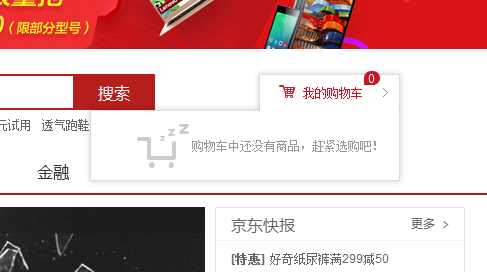 (限部分型号)
搜索
我的购物车
0
元试用 透气跑鞋
购物车中还没有商品，赶紧选购吧！
金融
京东快报
更多 >
[特惠] 好奇纸尿裤满299减50